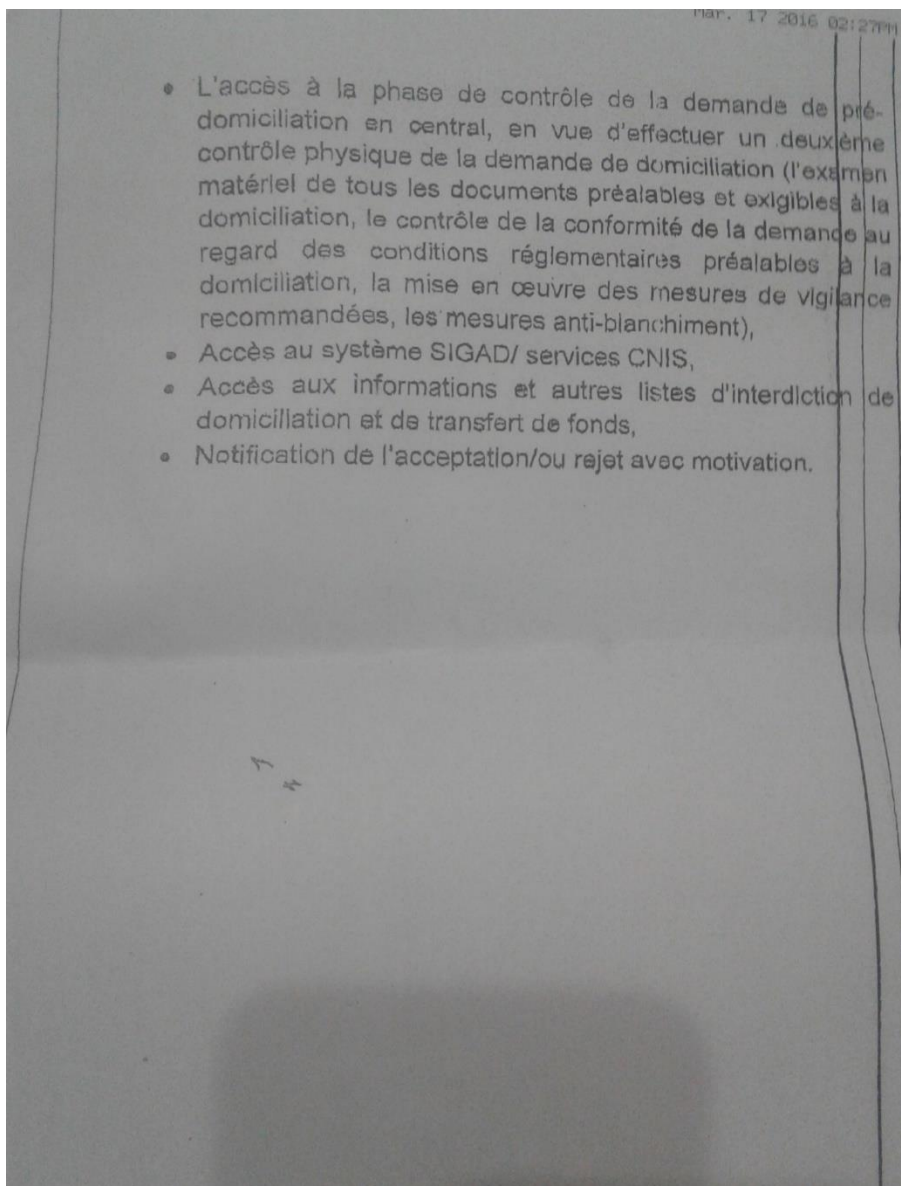 Mar. 17 2016 02:27PM
• L'accès à la phase de contrôle de la demande de pré-
domiciliation en central, en vue d'effectuer un deuxième
contrôle physique de la demande de domiciliation (l'examen
matériel de tous les documents préalables et exigibles à la
domiciliation, le contrôle de la conformité de la demande au
regard des conditions réglementaires préalables à la
domiciliation, la mise en œuvre des mesures de vigilance
recommandées, les mesures anti-blanchiment),
• Accès au système SIGAD/ services CNIS,
• Accès aux informations et autres listes d'interdiction de
domiciliation et de transfert de fonds,
• Notification de l'acceptation/ou rejet avec motivation.